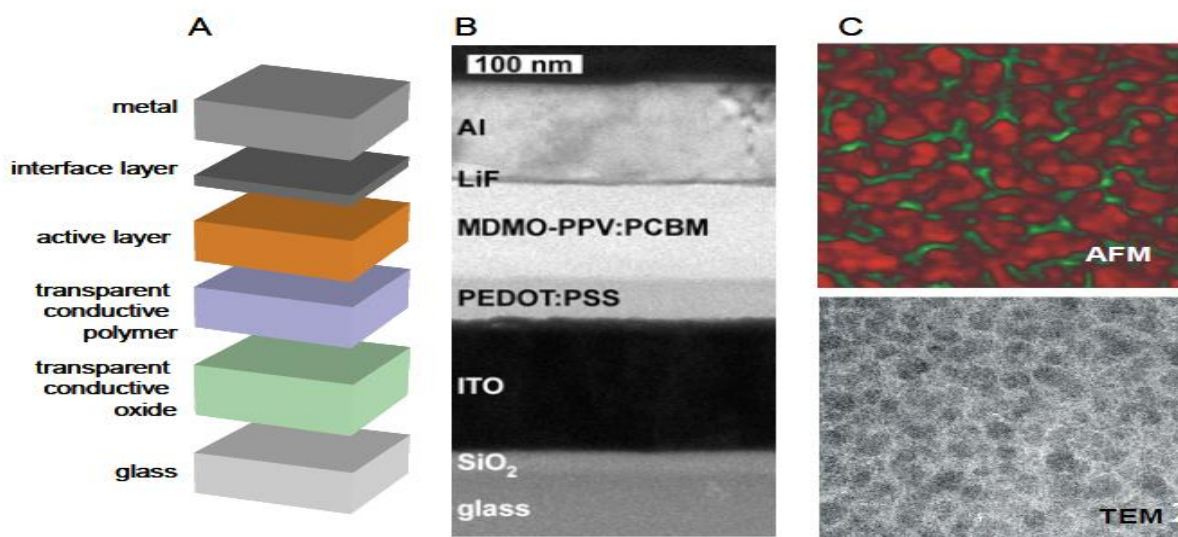 A
metal
interface layer
active layer
transparent
conductive
polymer
transparent
conductive
oxide
glass
B
100 nm
Al
LiF
MDMO-PPV:PCBM
PEDOT:PSS
ITO
SiO₂
glass
C
AFM
TEM